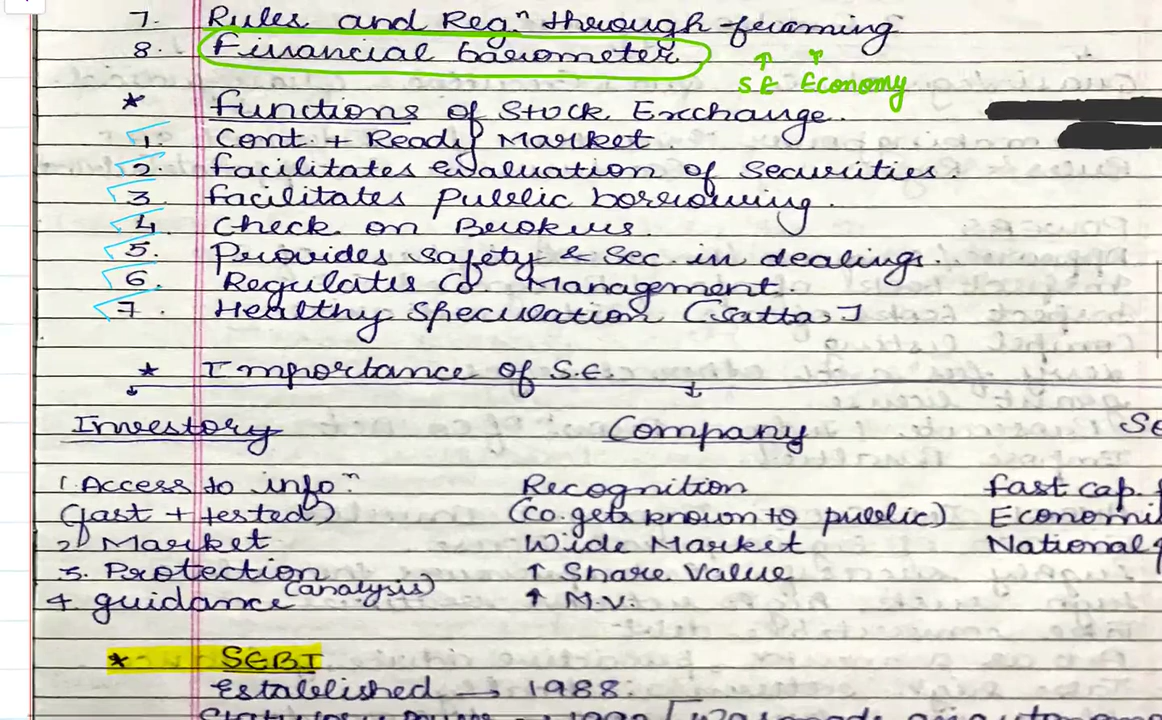 7. Rules and Regn through framing
8. Financial barometer
SE Economy
* Functions of Stock Exchange.
1. Cont. + Ready Market
2. Facilitates evaluation of Securities.
3. Facilitates Public borrowing.
4. Check on Brokers.
5. Provides safety & Sec. in dealings.
6. Regulates Co. Management.
7. Healthy Speculation (Satta)
* Importance of S.E.
Investory Company
1. Access to infon Recognition fast cap.
(fast + tested) (Co. gets known to public)
2) Market Wide Market National
3. Protection ↑ Share Value
4 guidance (analysis) ↑ M.V.
* SEBI
Established → 1988.